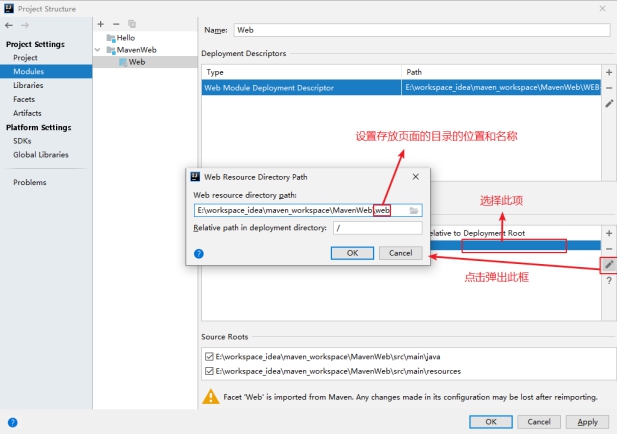 Project Structure
Project Settings
Project
Modules
Libraries
Facets
Artifacts
Platform Settings
SDKs
Global Libraries
Problems
Hello
MavenWeb
Web
Name: Web
Deployment Descriptors
Type Path
Web Module Deployment Descriptor E:\workspace_idea\maven_workspace\MavenWeb\WEB-
设置存放页面的目录的位置和名称
Web Resource Directory Path
Web resource directory path:
E:\workspace_idea\maven_workspace\MavenWeb\web
Relative path in deployment directory: /
OK Cancel
选择此项
elative to Deployment Root
点击弹出此框
Source Roots
E:\workspace_idea\maven_workspace\MavenWeb\src\main\java
E:\workspace_idea\maven_workspace\MavenWeb\src\main\resources
Facet 'Web' is imported from Maven. Any changes made in its configuration may be lost after reimporting.
OK Cancel Apply